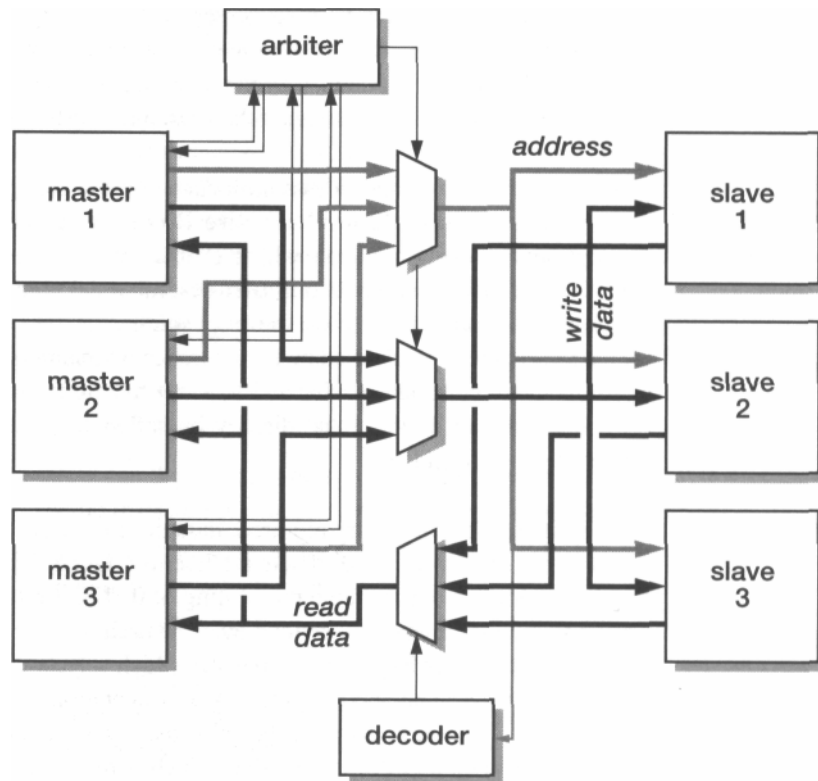 arbiter
master
1
address
slave
1
write
data
master
2
slave
2
master
3
read
data
slave
3
decoder